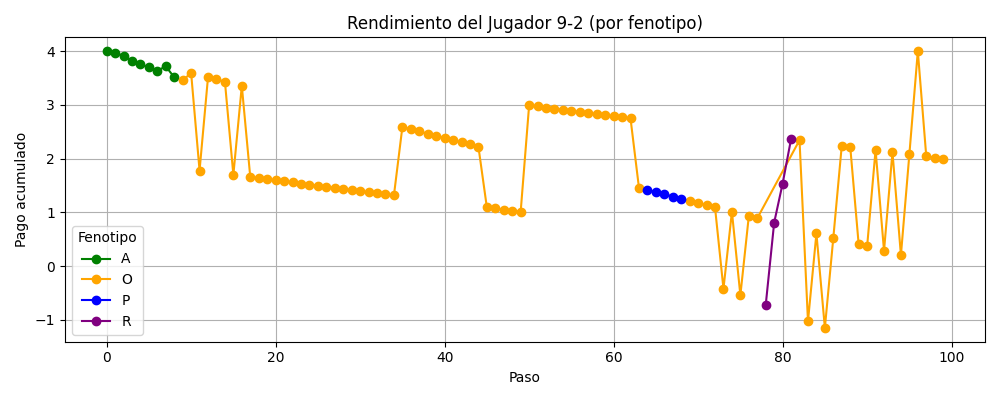 Rendimiento del Jugador 9-2 (por fenotipo)
Pago acumulado
4
3
2
1
0
−1
Fenotipo
A
O
P
R
0 20 40 60 80 100
Paso